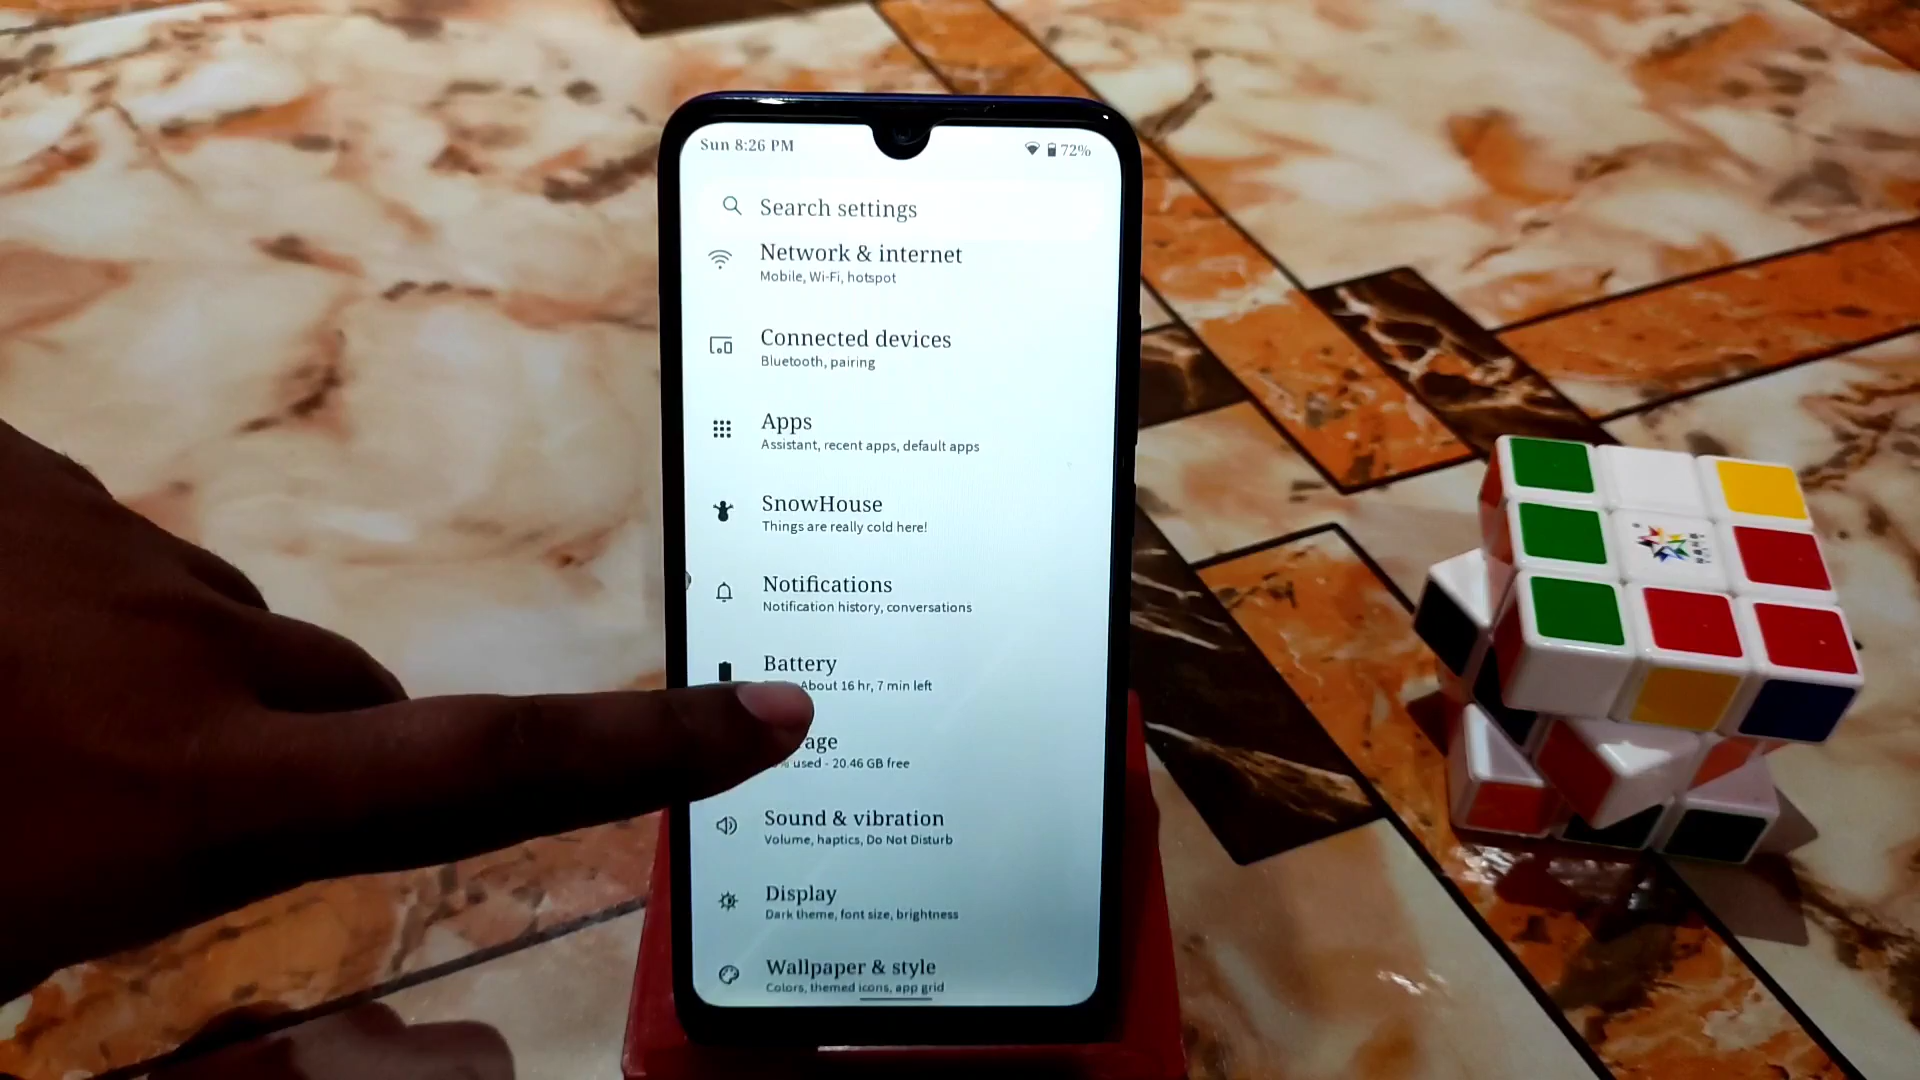 Sun 8:26 PM
72%
Search settings
Network & internet
Mobile, Wi-Fi, hotspot
Connected devices
Bluetooth, pairing
Apps
Assistant, recent apps, default apps
SnowHouse
Things are really cold here!
Notifications
Notification history, conversations
Battery
About 16 hr, 7 min left
used - 20.46 GB free
Sound & vibration
Volume, haptics, Do Not Disturb
Display
Dark theme, font size, brightness
Wallpaper & style
Colors, themed icons, app grid